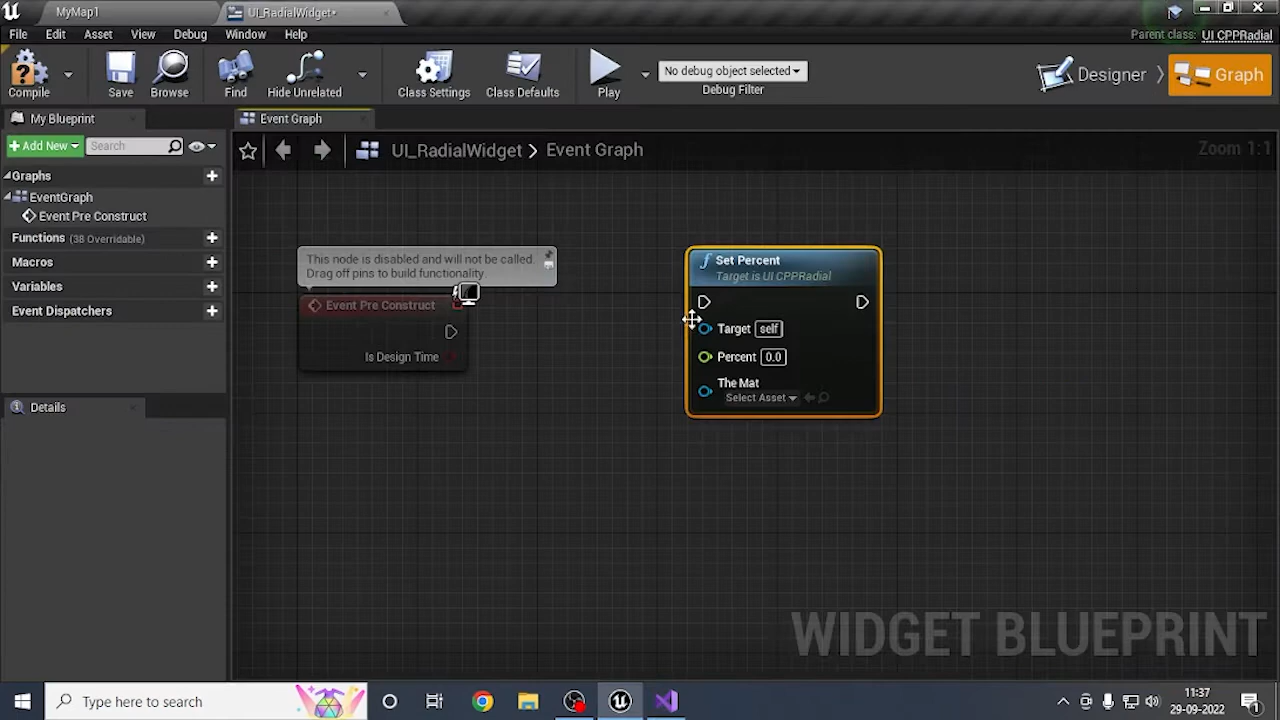 MyMap1
UI_RadialWidget*
File Edit Asset View Debug Window Help
Parent class: UI CPPRadial
Compile
Save
Browse
Find
Hide Unrelated
Class Settings
Class Defaults
Play
No debug object selected
Debug Filter
Designer
Graph
My Blueprint
+Add New
Search
Graphs
EventGraph
Event Pre Construct
Functions (38 Overridable)
Macros
Variables
Event Dispatchers
Details
Event Graph
UI_RadialWidget > Event Graph
Zoom 1:1
This node is disabled and will not be called.
Drag off pins to build functionality.
Event Pre Construct
Is Design Time
Set Percent
Target is UI CPPRadial
Target self
Percent 0.0
The Mat
Select Asset
WIDGET BLUEPRINT
Type here to search
11:37
29-09-2022
1